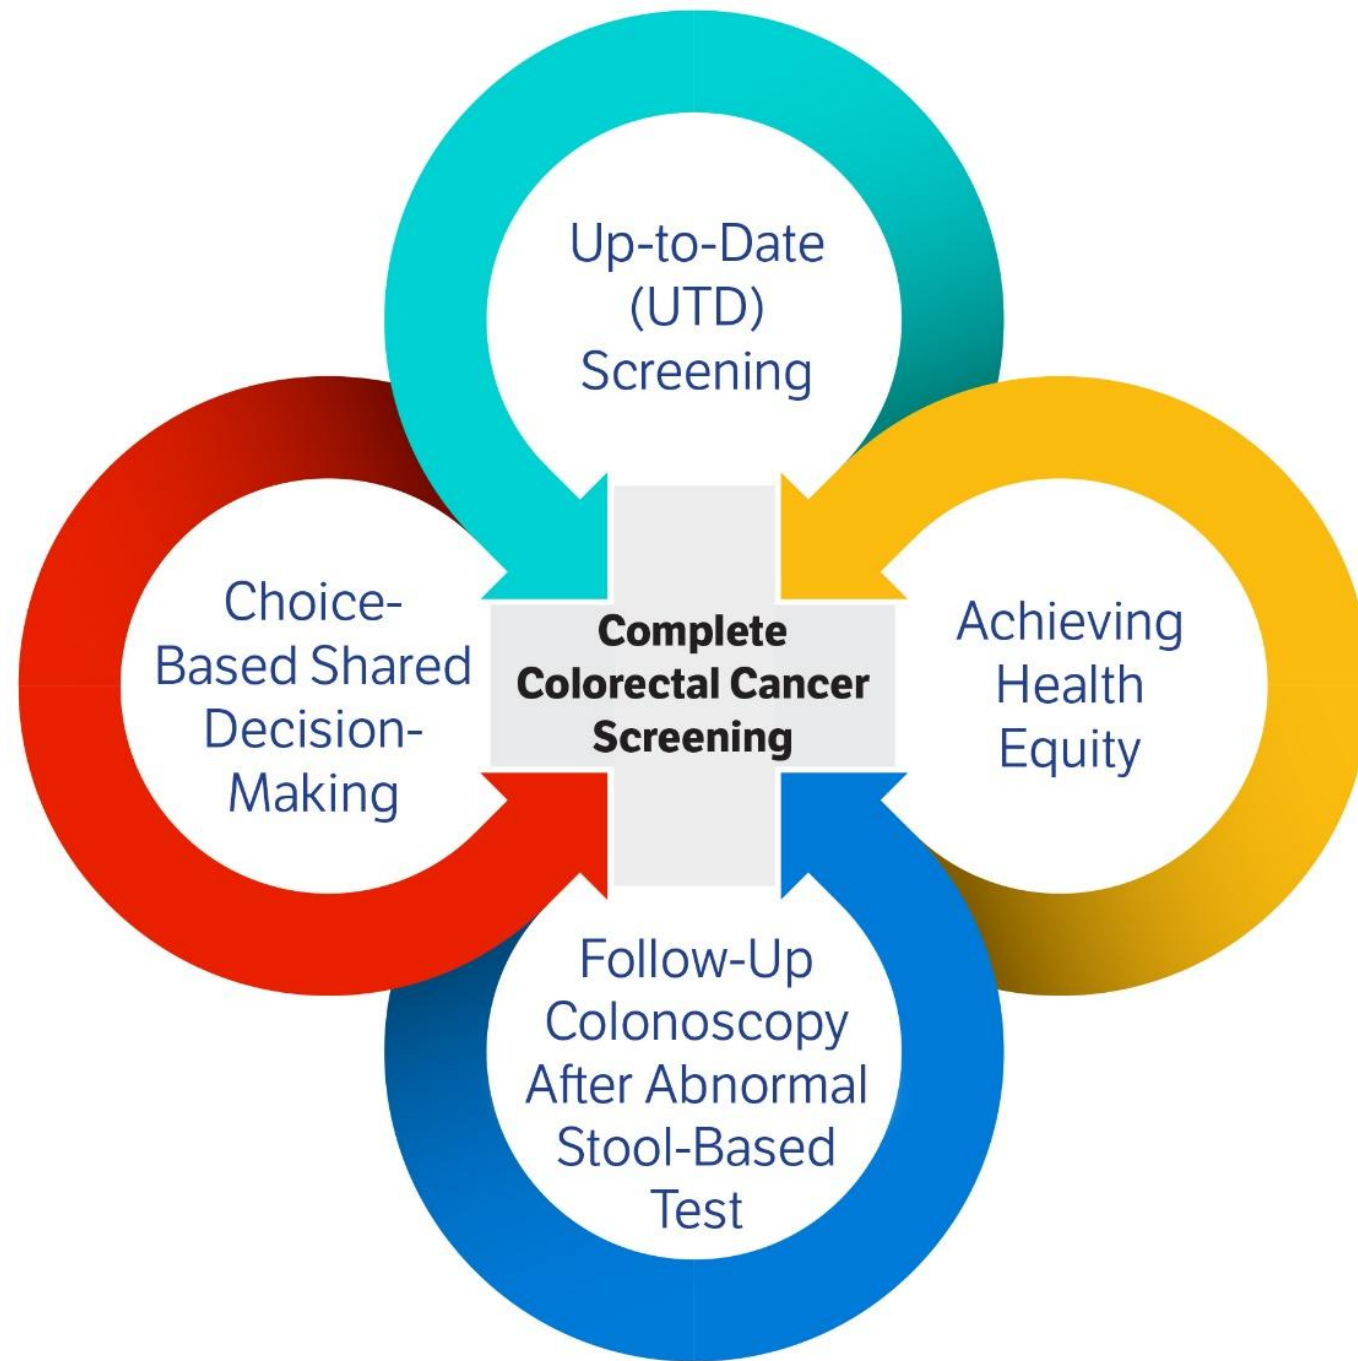 Up-to-Date
(UTD)
Screening
Choice-
Based Shared
Decision-
Making
Complete
Colorectal Cancer
Screening
Achieving
Health
Equity
Follow-Up
Colonoscopy
After Abnormal
Stool-Based
Test